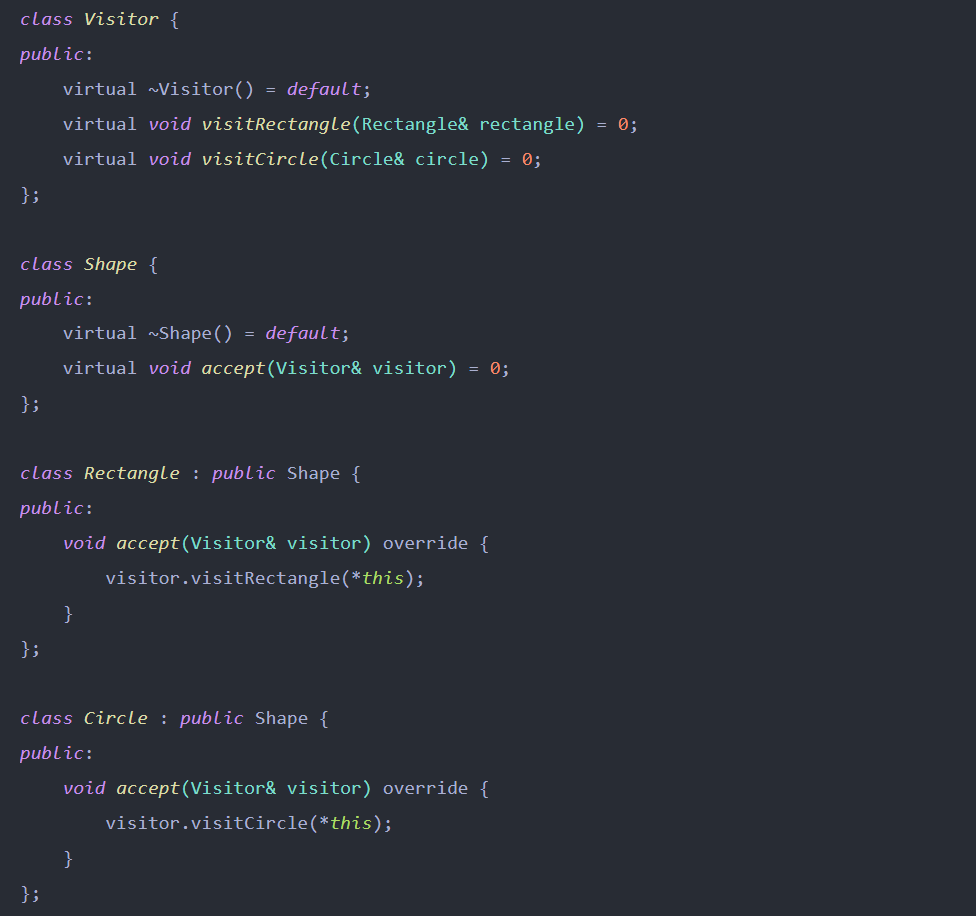 class Visitor {
public:
    virtual ~Visitor() = default;
    virtual void visitRectangle(Rectangle& rectangle) = 0;
    virtual void visitCircle(Circle& circle) = 0;
};

class Shape {
public:
    virtual ~Shape() = default;
    virtual void accept(Visitor& visitor) = 0;
};

class Rectangle : public Shape {
public:
    void accept(Visitor& visitor) override {
        visitor.visitRectangle(*this);
    }
};

class Circle : public Shape {
public:
    void accept(Visitor& visitor) override {
        visitor.visitCircle(*this);
    }
};